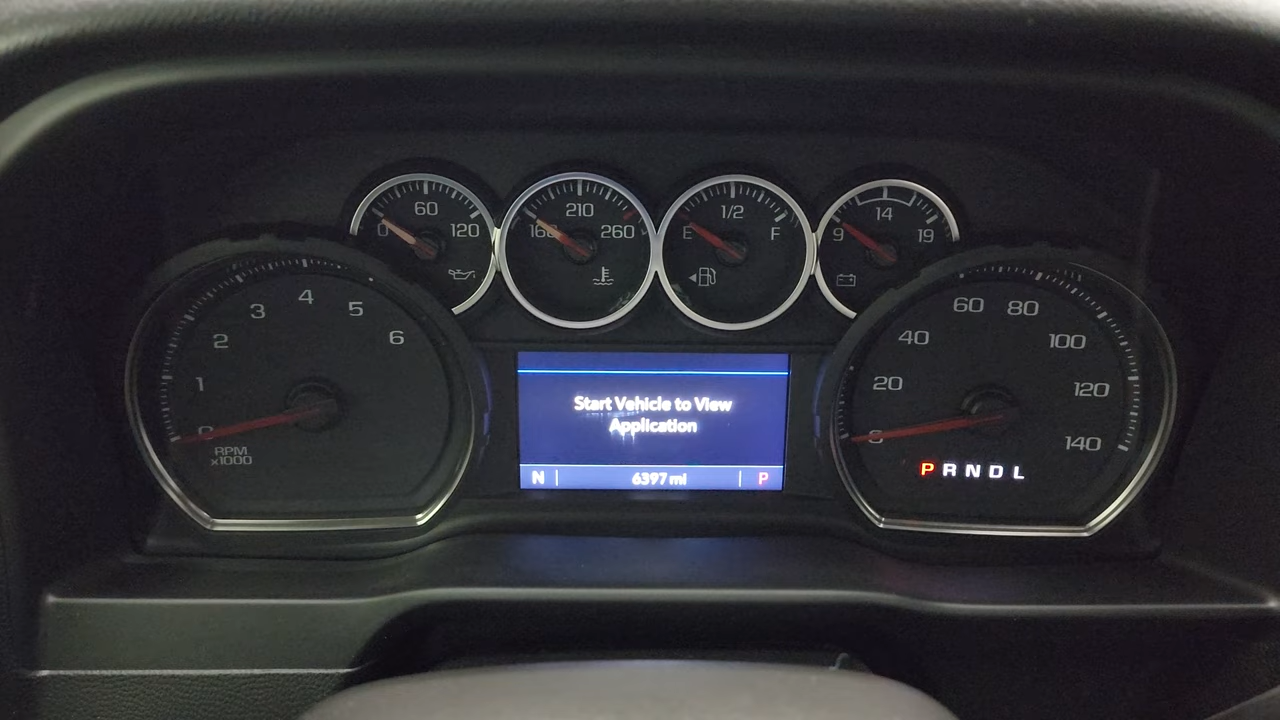 0 60 120
160 210 260
E 1/2 F
9 14 19
0 1 2 3 4 5 6
RPM
x1000
Start Vehicle to View
Application
N 6397 mi P
0 20 40 60 80 100 120 140
P R N D L